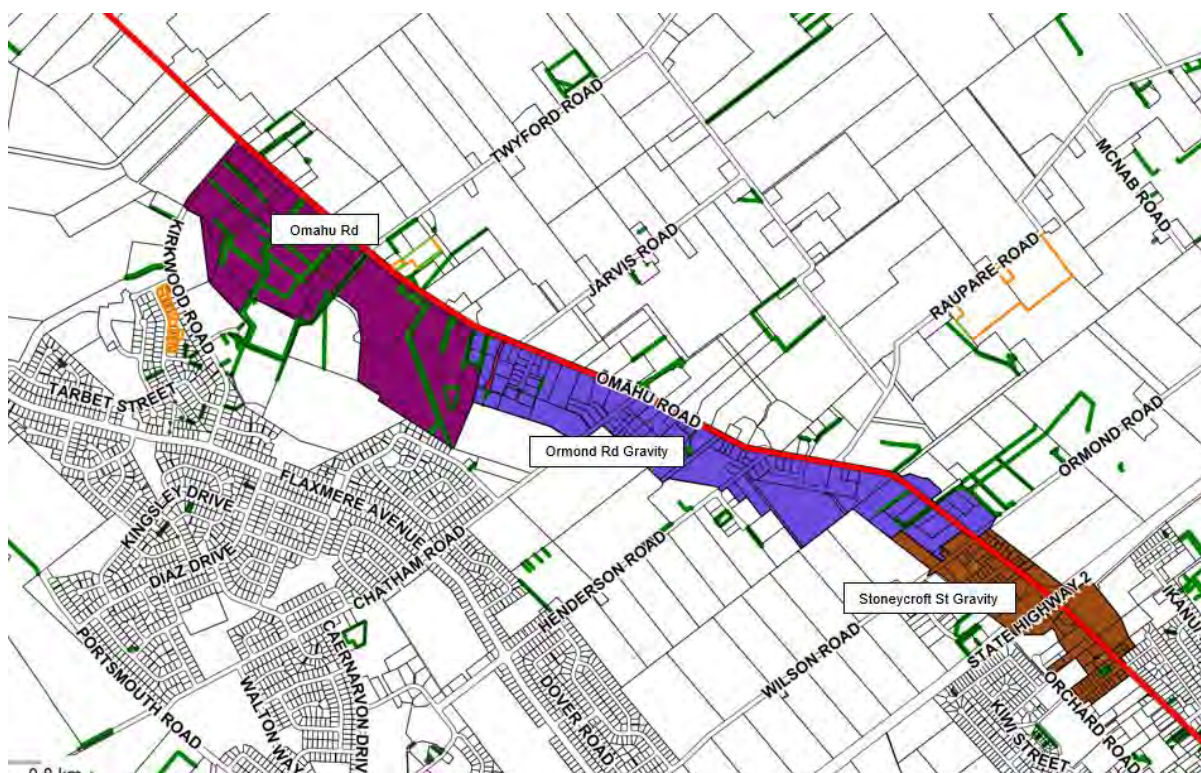 TWYFORD ROAD
MCNAB ROAD
Omahu Rd
KIRKWOOD ROAD
JARVIS ROAD
RAUPARE ROAD
TARBET STREET
OMAHU ROAD
Ormond Rd Gravity
ORMOND ROAD
KINGSLEY DRIVE
FLAXMERE AVENUE
DIAZ DRIVE
CHATHAM ROAD
HENDERSON ROAD
Stoneycroft St Gravity
STATE HIGHWAY 2
PORTSMOUTH ROAD
WALTON WAY
CAERNARVON DRIV
DOVER ROAD
WILSON ROAD
KIWI STREET
ORCHARD ROAD